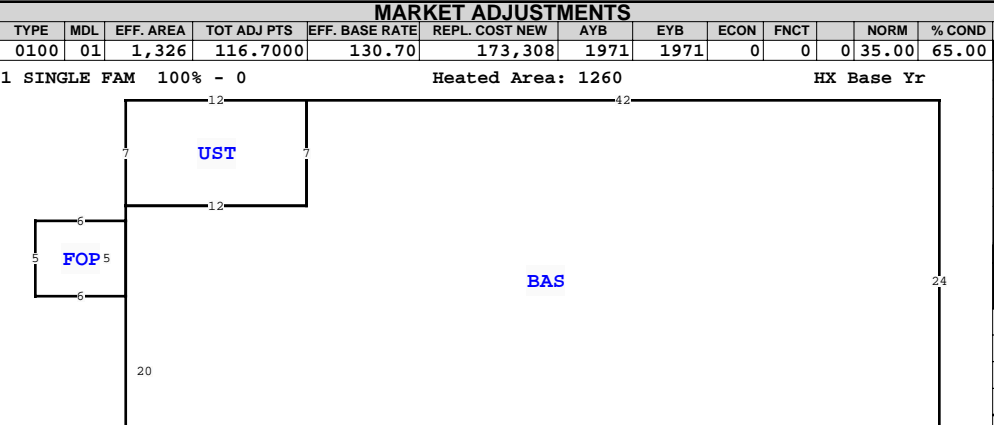 MARKET ADJUSTMENTS
TYPE MDL EFF. AREA TOT ADJ PTS EFF. BASE RATE REPL. COST NEW AYB EYB ECON FNCT NORM % COND
0100 01 1,326 116.7000 130.70 173,308 1971 1971 0 0 0 35.00 65.00
1 SINGLE FAM 100% - 0 Heated Area: 1260 HX Base Yr
12 42
7 UST 7
12
6
5 FOP 5
BAS
24
6
20